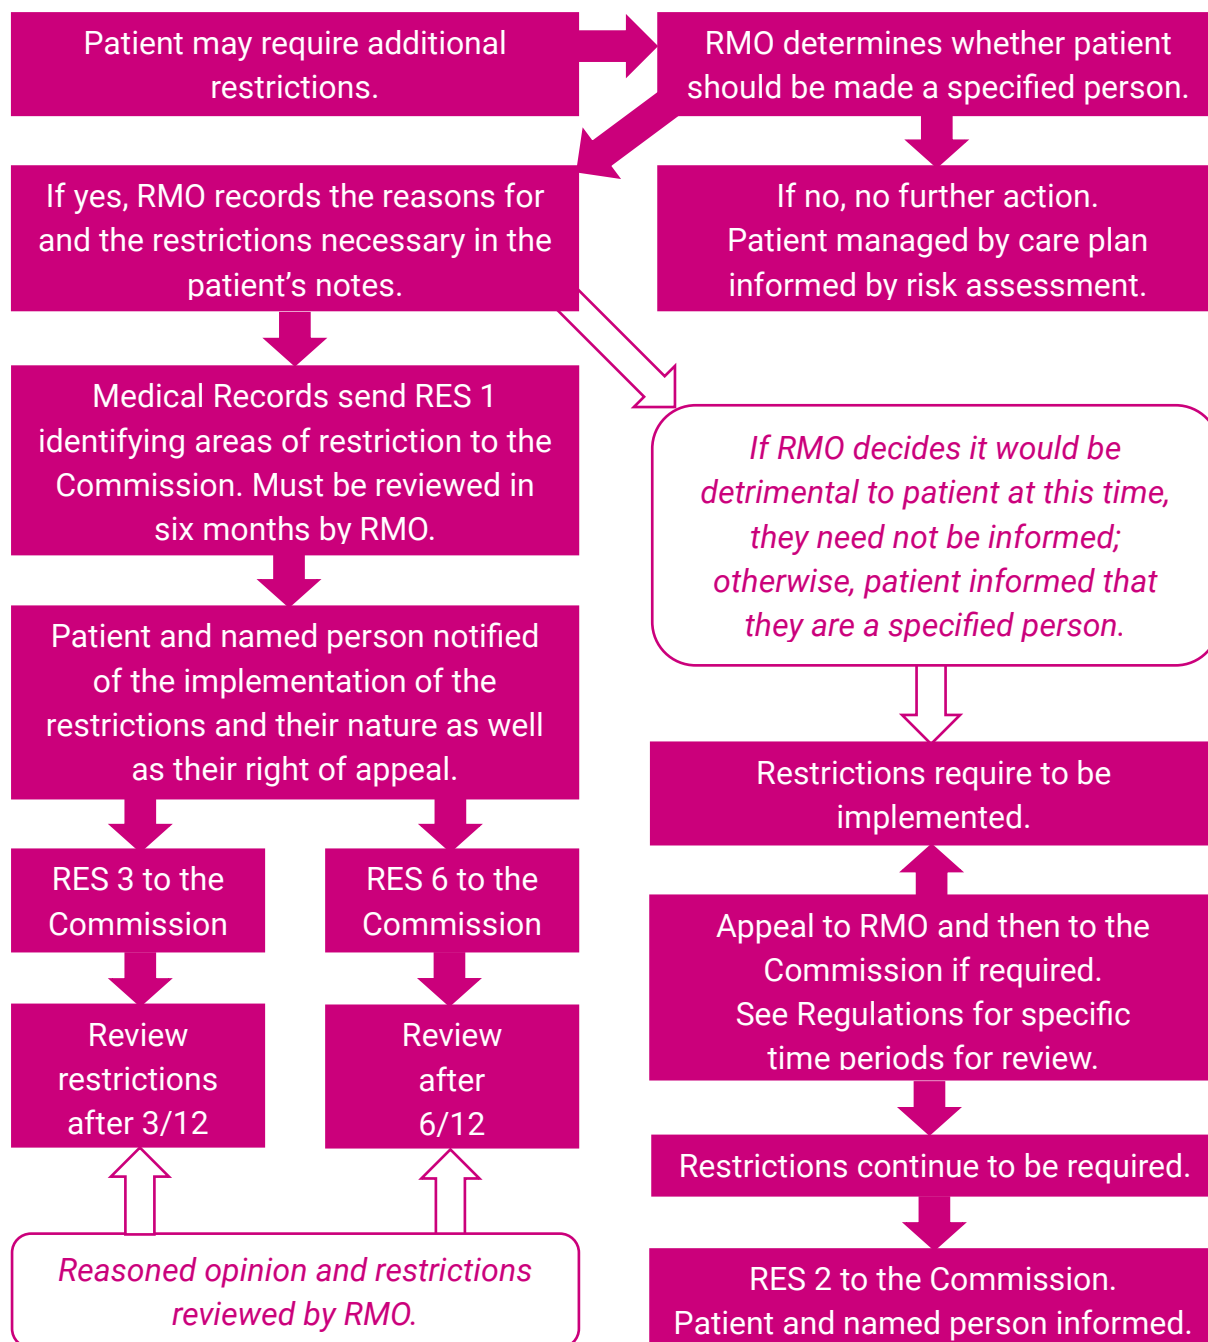 Patient may require additional
restrictions.
RMO determines whether patient
should be made a specified person.
If yes, RMO records the reasons for
and the restrictions necessary in the
patient's notes.
If no, no further action.
Patient managed by care plan
informed by risk assessment.
Medical Records send RES 1
identifying areas of restriction to the
Commission. Must be reviewed in
six months by RMO.
If RMO decides it would be
detrimental to patient at this time,
they need not be informed;
otherwise, patient informed that
they are a specified person.
Patient and named person notified
of the implementation of the
restrictions and their nature as well
as their right of appeal.
Restrictions require to be
implemented.
RES 3 to the
Commission
RES 6 to the
Commission
Appeal to RMO and then to the
Commission if required.
See Regulations for specific
time periods for review.
Review
restrictions
after 3/12
Review
after
6/12
Restrictions continue to be required.
Reasoned opinion and restrictions
reviewed by RMO.
RES 2 to the Commission.
Patient and named person informed.